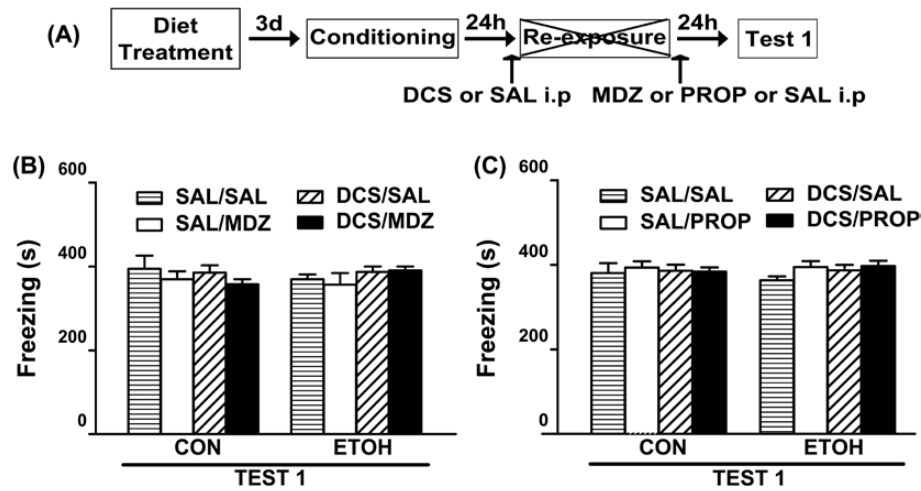 (A)
Diet
Treatment
3d
Conditioning
24h
Re-exposure
24h
Test 1
DCS or SAL i.p
MDZ or PROP or SAL i.p
(B)
600
400
200
0
Freezing (s)
SAL/SAL
DCS/SAL
SAL/MDZ
DCS/MDZ
CON
ETOH
TEST 1
(C)
600
400
200
0
Freezing (s)
SAL/SAL
DCS/SAL
SAL/PROP
DCS/PROP
CON
ETOH
TEST 1